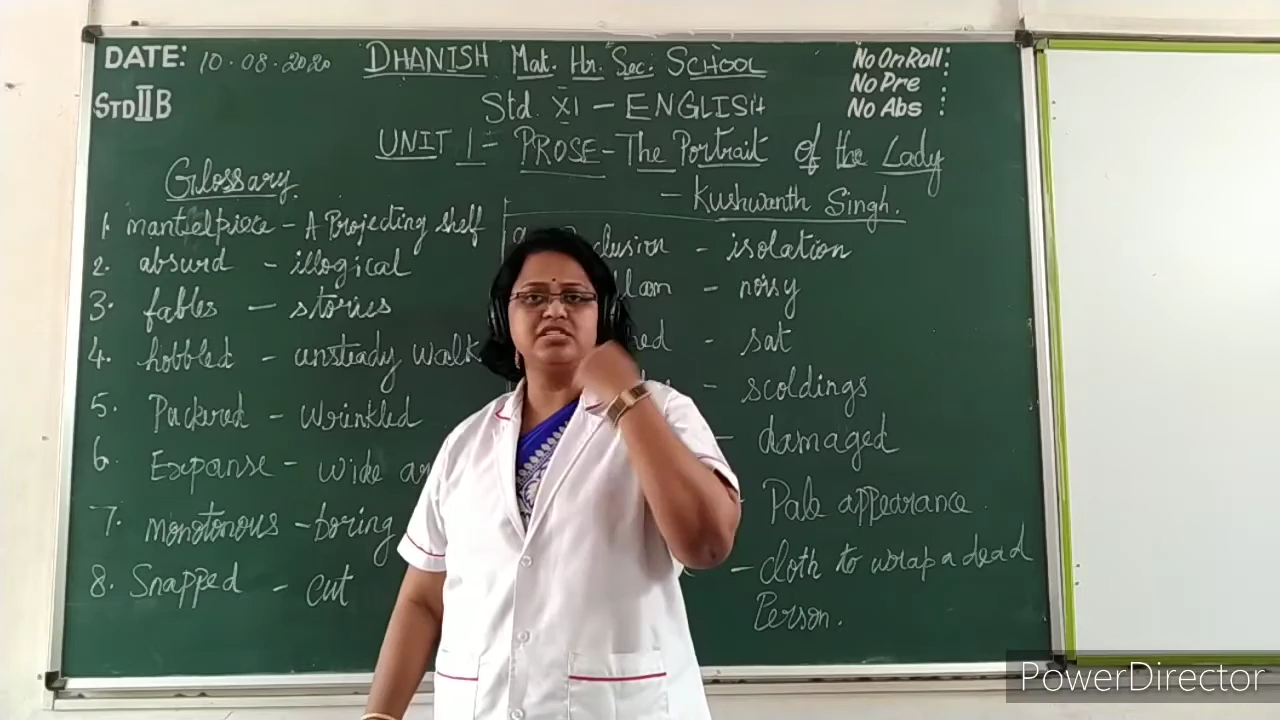 DATE: 10.08.2020
DHANISH Mat. Hr. Sec. SCHOOL
No On Roll :
No Pre :
No Abs :
STD II B
Std. XI - ENGLISH
UNIT 1 - PROSE - The Portrait of the Lady
- Kushwanth Singh.
Glossary
1. mantelpiece - A Projecting shelf
2. absurd - illogical
3. fables - stories
4. hobbled - unsteady walk
5. Puckered - wrinkled
6. Expanse - wide
7. monotonous - boring
8. Snapped - cut
- isolation
- noisy
- sat
- scoldings
- damaged
- Pale appearance
- cloth to wrap a dead
Person.
PowerDirector